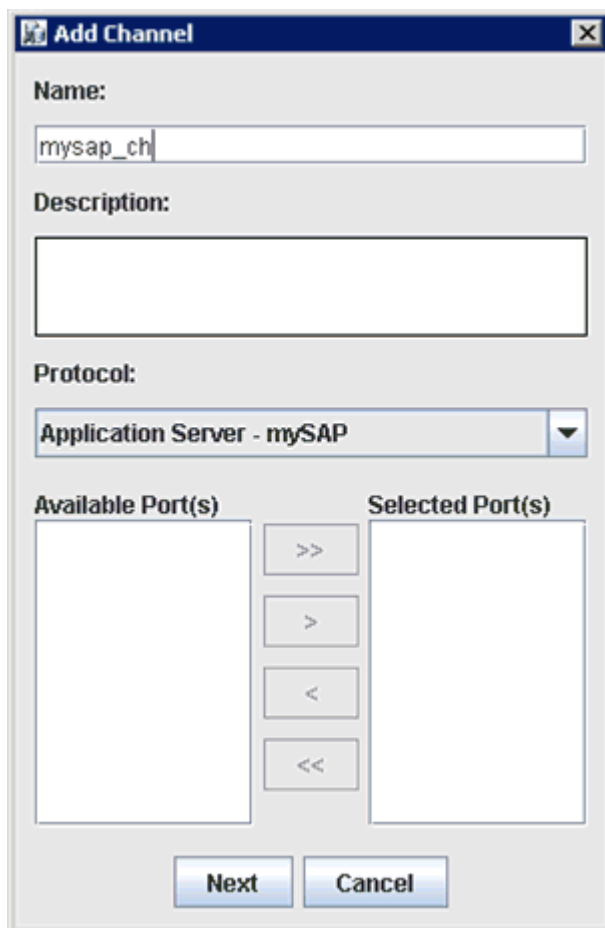 Add Channel
Name:
mysap_ch
Description:
Protocol:
Application Server - mySAP
Available Port(s) Selected Port(s)
>>
>
<
<<
Next Cancel